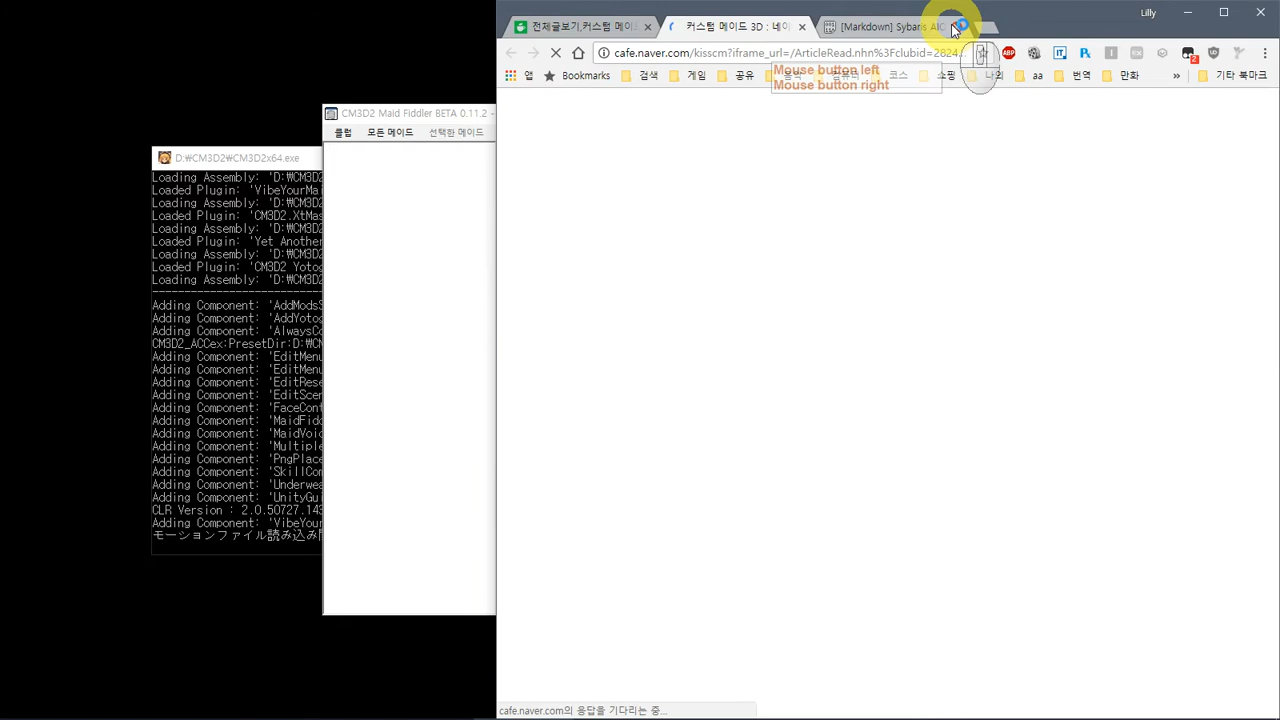 Lilly
전체글보기,커스텀 메이드
커스텀 메이드 3D : 네이
[Markdown] Sybaris AIC
cafe.naver.com/kisscm?iframe_url=/ArticleRead.nhn%3Fclubid=2824...
ABP
2
앱
Bookmarks
검색
게임
공유
코스
쇼핑
나의
aa
번역
만화
»
기타 북마크
Mouse button left
Mouse button right
CM3D2 Maid Fiddler BETA 0.11.2 -
클럽
모든 메이드
선택한 메이드
D:₩CM3D2₩CM3D2x64.exe
Loading Assembly: 'D:₩CM3D2
Loaded Plugin: 'VibeYourMai
Loading Assembly: 'D:₩CM3D2
Loaded Plugin: 'CM3D2.XtMas
Loading Assembly: 'D:₩CM3D2
Loaded Plugin: 'Yet Another
Loading Assembly: 'D:₩CM3D2
Loaded Plugin: 'CM3D2 Yotog
Loading Assembly: 'D:₩CM3D2
Adding Component: 'AddModsS
Adding Component: 'AddYotog
Adding Component: 'AlwaysCo
CM3D2_ACCex:PresetDir:D:₩CM
Adding Component: 'EditMenu
Adding Component: 'EditMenu
Adding Component: 'EditRese
Adding Component: 'EditScen
Adding Component: 'FaceCont
Adding Component: 'MaidFidd
Adding Component: 'MaidVoic
Adding Component: 'Multiple
Adding Component: 'PngPlace
Adding Component: 'SkillCom
Adding Component: 'Underwea
Adding Component: 'UnityGui
CLR Version : 2.0.50727.143
Adding Component: 'VibeYour
モーションファイル読み込み
cafe.naver.com의 응답을 기다리는 중...